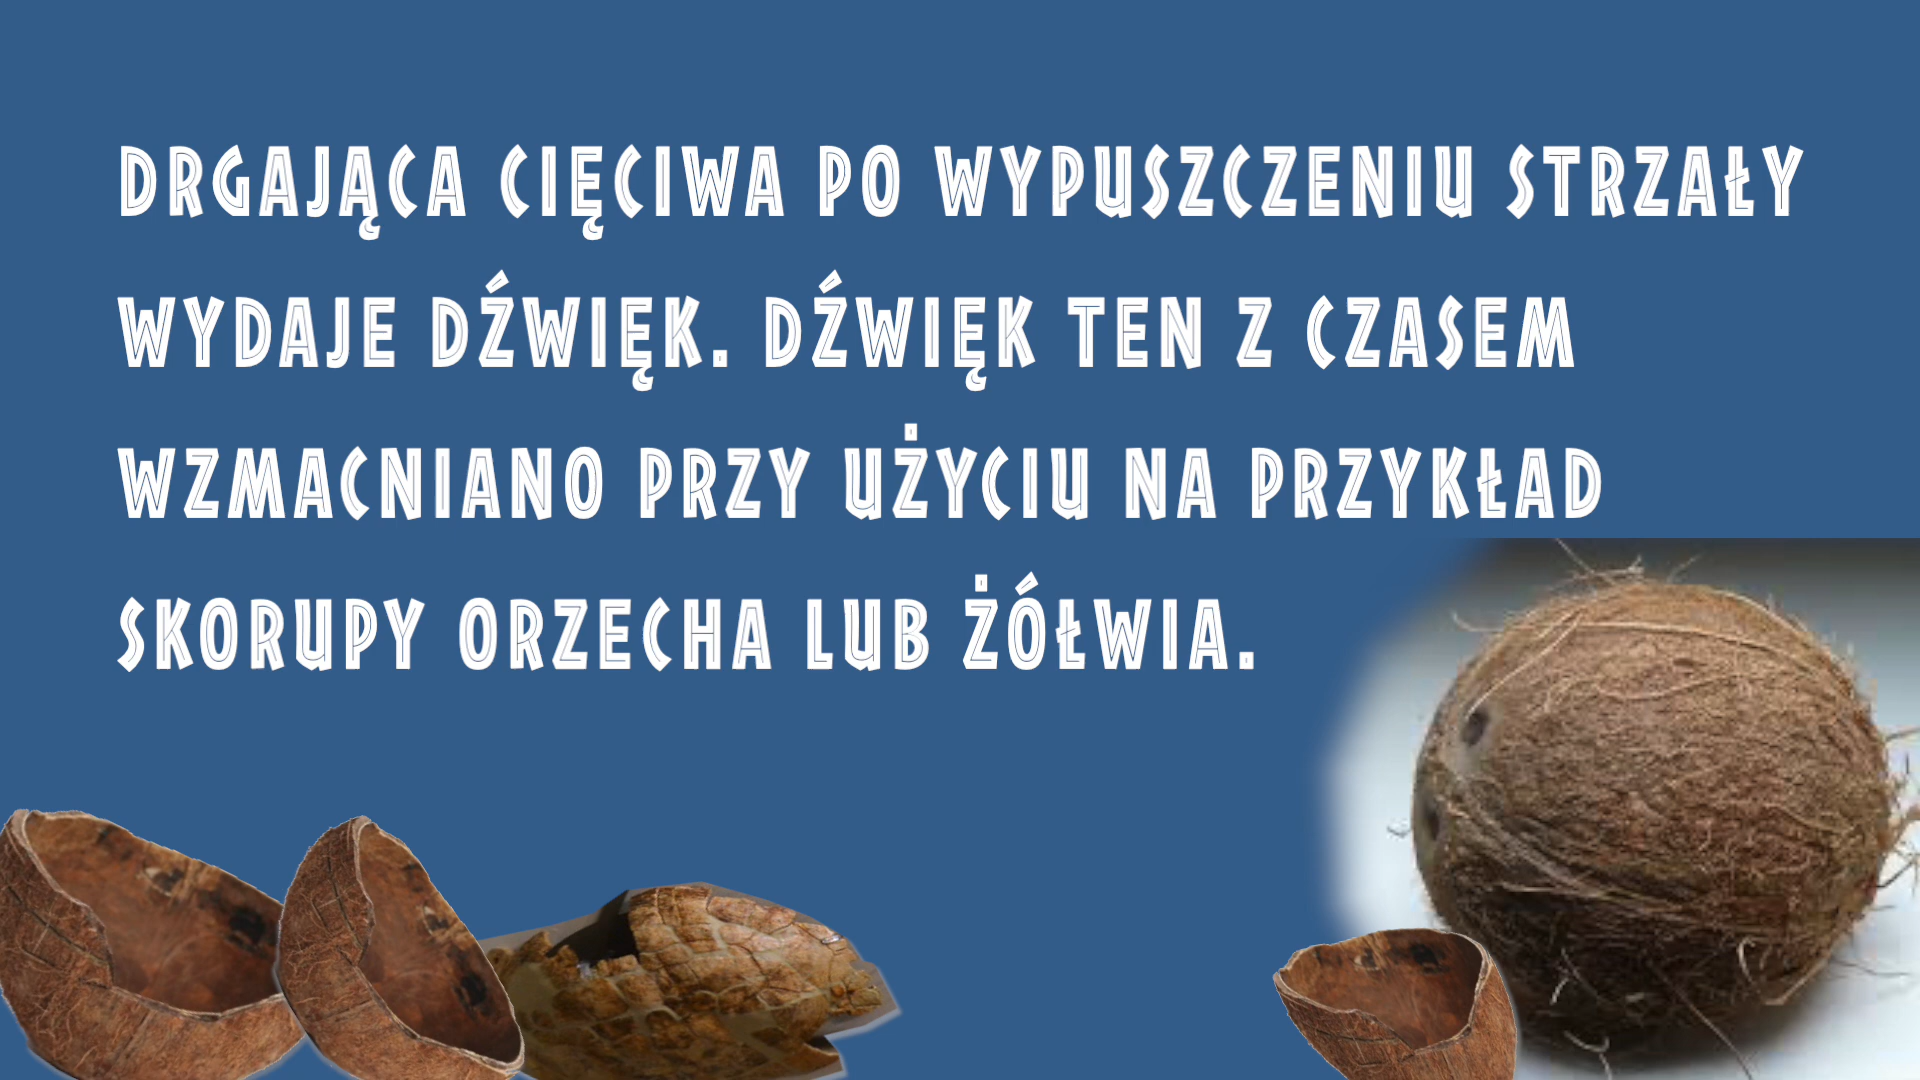 DRGAJĄCA CIĘCIWA PO WYPUSZCZENIU STRZAŁY
WYDAJE DŹWIĘK. DŹWIĘK TEN Z CZASEM
WZMACNIANO PRZY UŻYCIU NA PRZYKŁAD
SKORUPY ORZECHA LUB ŻÓŁWIA.